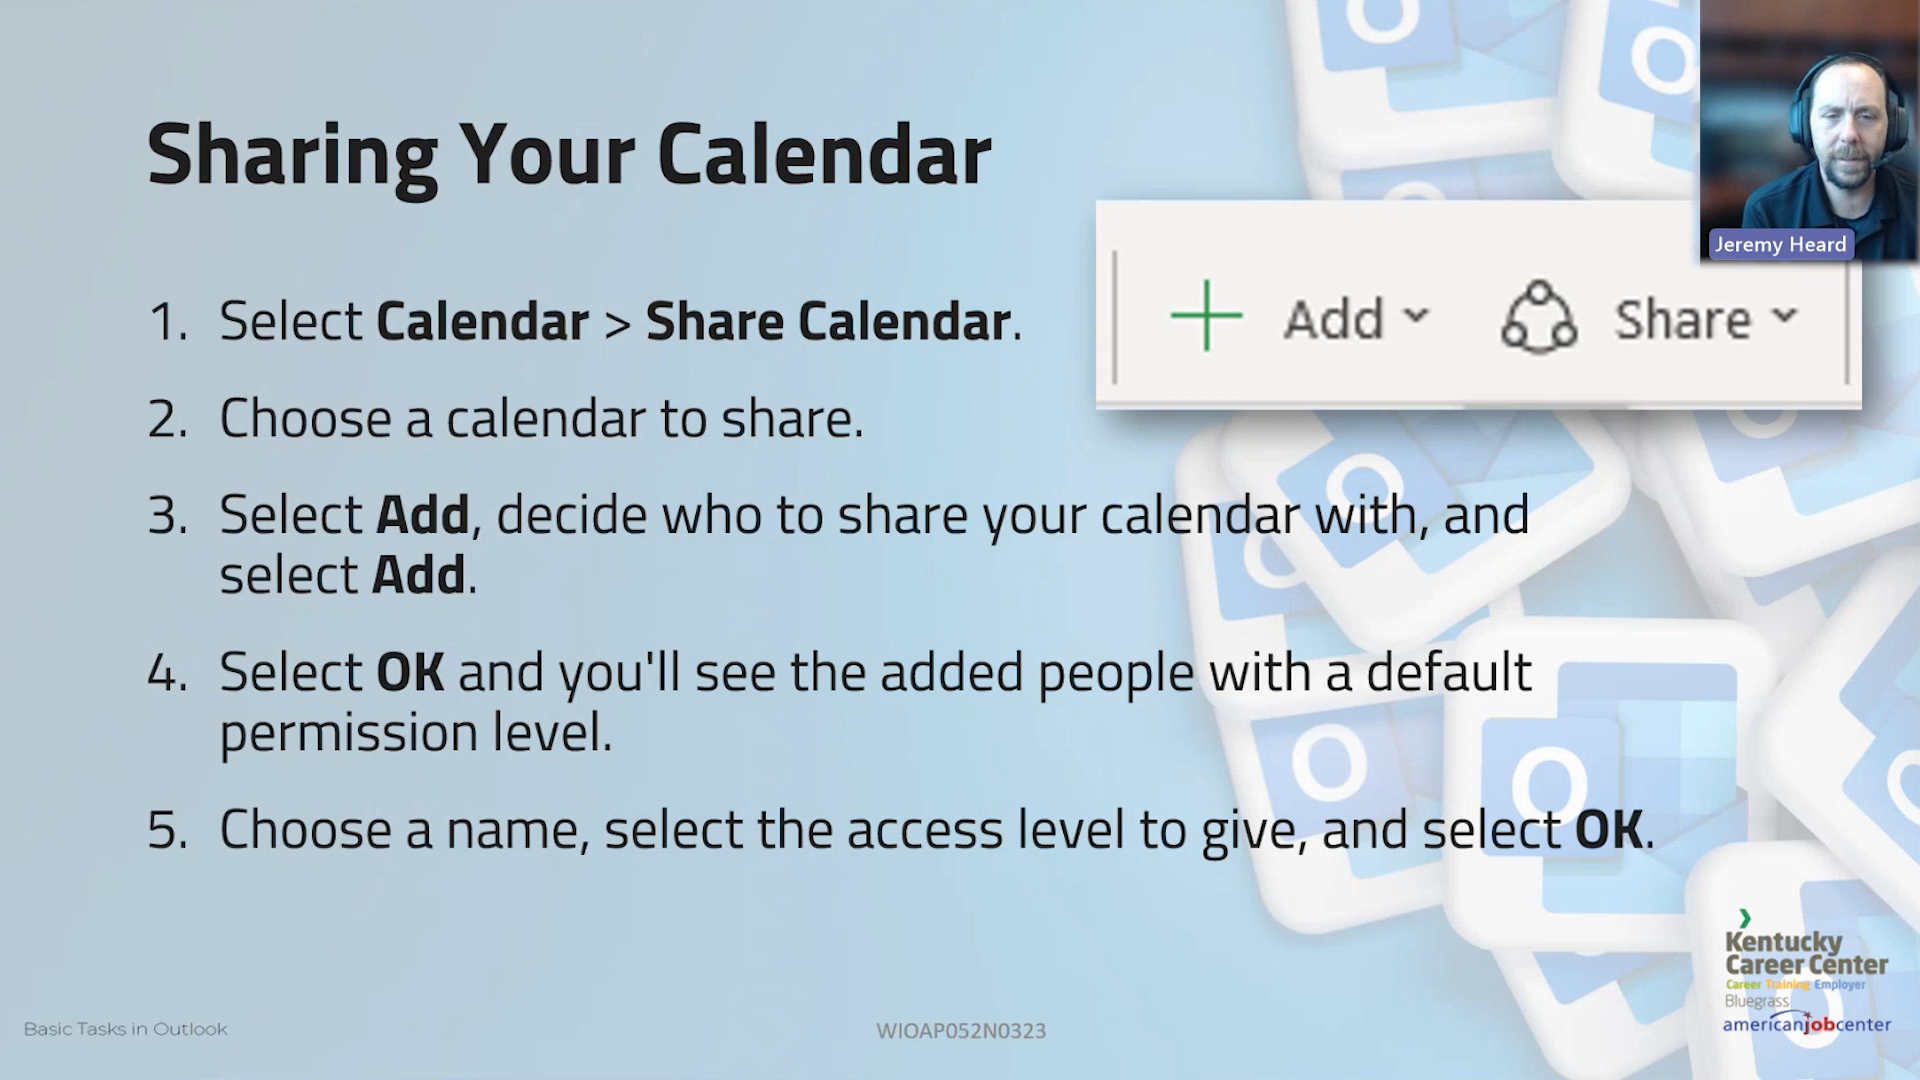 Sharing Your Calendar
Jeremy Heard
Add
Share
1. Select Calendar > Share Calendar.
2. Choose a calendar to share.
3. Select Add, decide who to share your calendar with, and
select Add.
4. Select OK and you'll see the added people with a default
permission level.
5. Choose a name, select the access level to give, and select OK.
Kentucky
Career Center
Career Training Employer
Bluegrass
americanjobcenter
Basic Tasks in Outlook
WIOAP052N0323